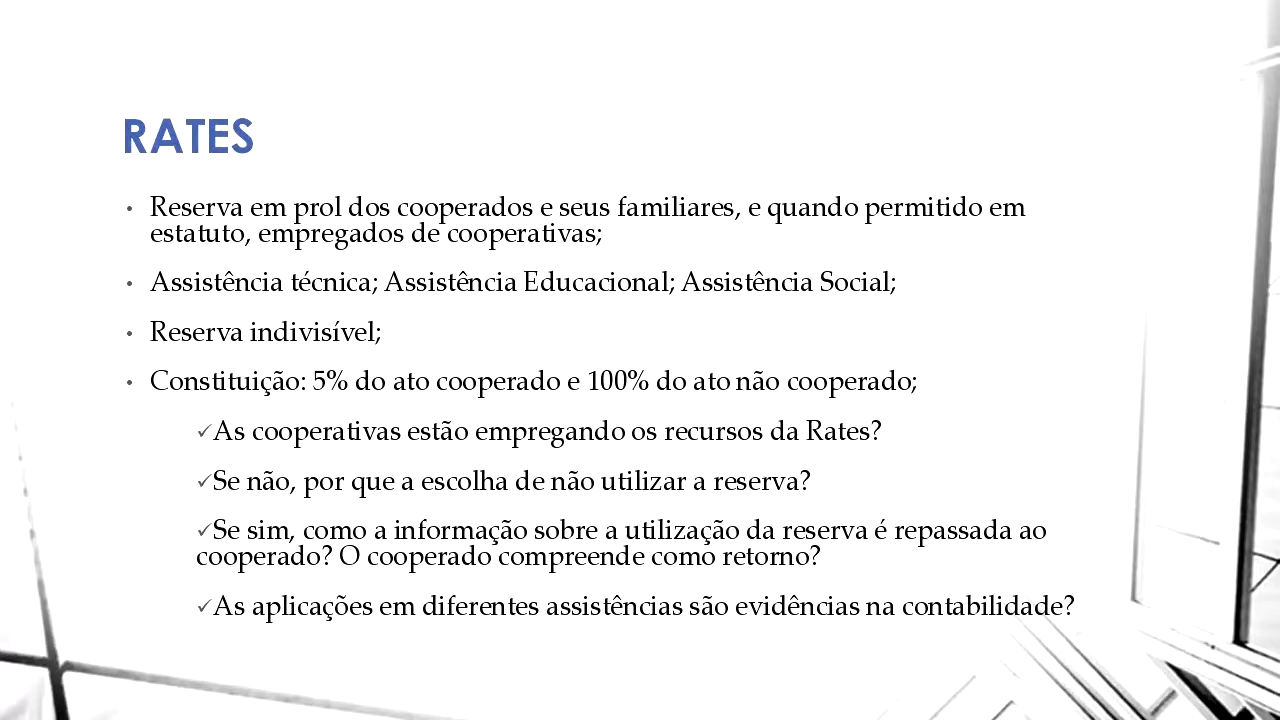 RATES
• Reserva em prol dos cooperados e seus familiares, e quando permitido em
estatuto, empregados de cooperativas;
• Assistência técnica; Assistência Educacional; Assistência Social;
• Reserva indivisível;
• Constituição: 5% do ato cooperado e 100% do ato não cooperado;
✓As cooperativas estão empregando os recursos da Rates?
✓Se não, por que a escolha de não utilizar a reserva?
✓Se sim, como a informação sobre a utilização da reserva é repassada ao
cooperado? O cooperado compreende como retorno?
✓As aplicações em diferentes assistências são evidências na contabilidade?